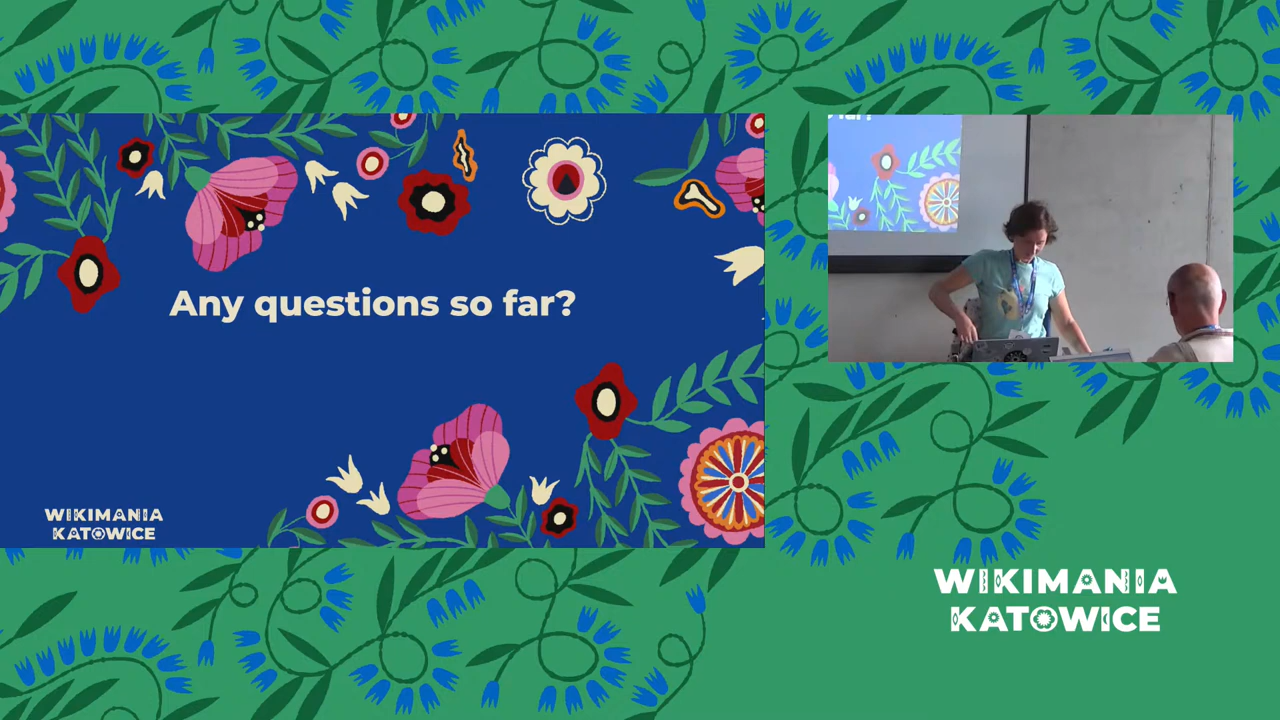 Any questions so far?
WIKIMANIA
KATOWICE
WIKIMANIA
KATOWICE